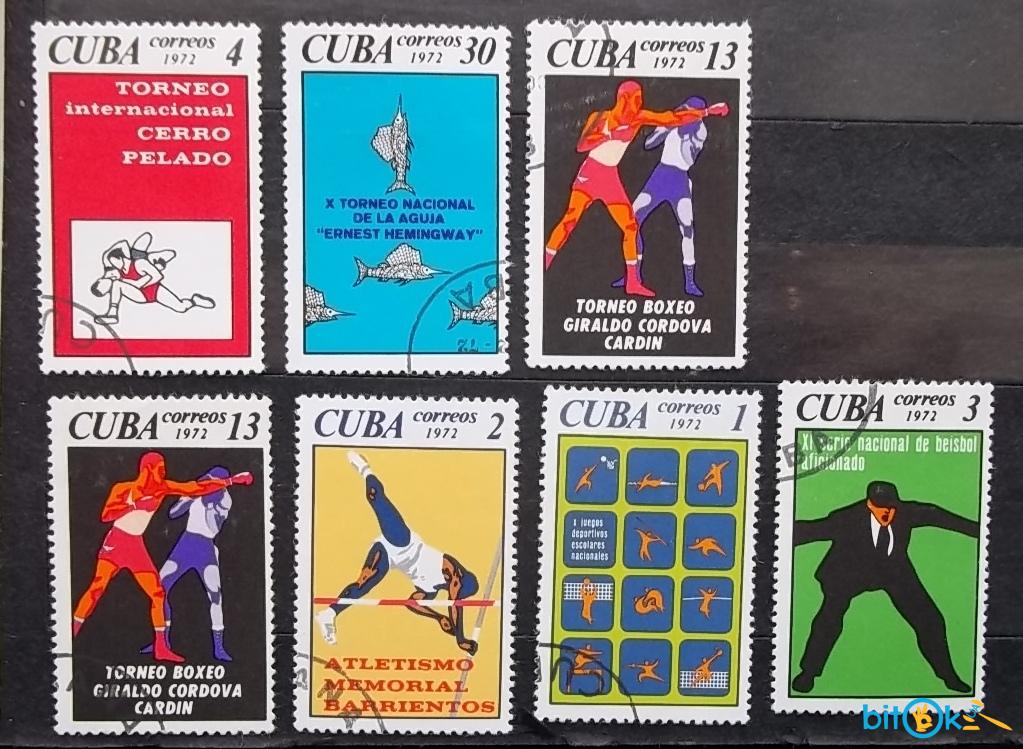 CUBA correos 4
1972
TORNEO
internacional
CERRO
PELADO
CUBA correos 30
1972
X TORNEO NACIONAL
DE LA AGUJA
"ERNEST HEMINGWAY"
CUBA correos 13
1972
TORNEO BOXEO
GIRALDO CORDOVA
CARDIN
CUBA correos 13
1972
TORNEO BOXEO
GIRALDO CORDOVA
CARDIN
CUBA correos 2
1972
ATLETISMO
MEMORIAL
BARRIENTOS
CUBA correos 1
1972
X juegos
deportivos
escolares
nacionales
CUBA correos 3
1972
XI serie nacional de beisbol
aficionado
bitOk